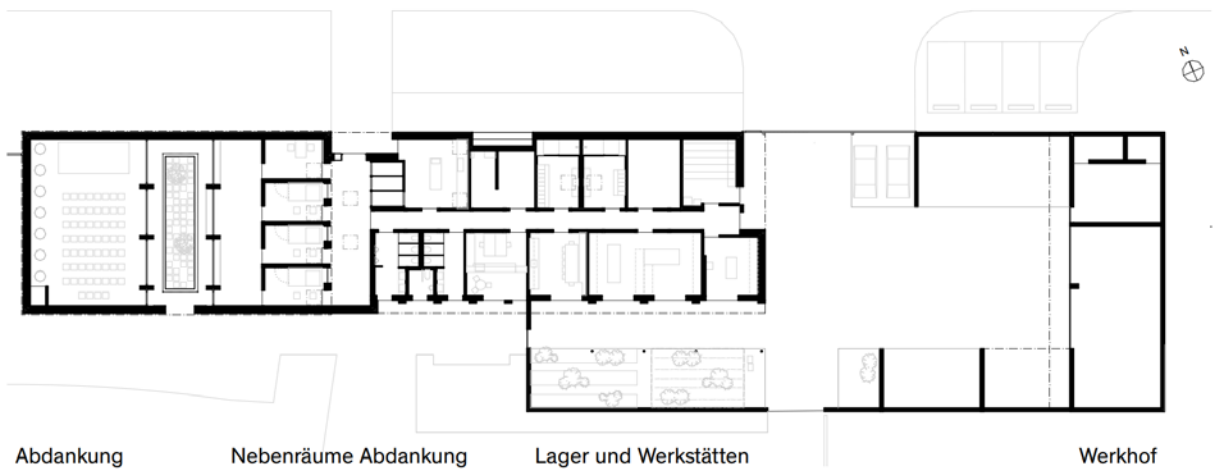 N
Abdankung
Nebenräume Abdankung
Lager und Werkstätten
Werkhof